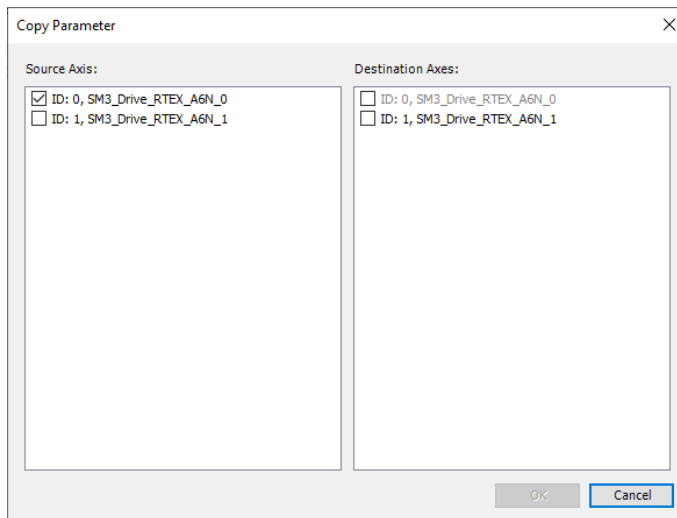 Copy Parameter
Source Axis:
ID: 0, SM3_Drive_RTEX_A6N_0
ID: 1, SM3_Drive_RTEX_A6N_1
Destination Axes:
ID: 0, SM3_Drive_RTEX_A6N_0
ID: 1, SM3_Drive_RTEX_A6N_1
OK
Cancel